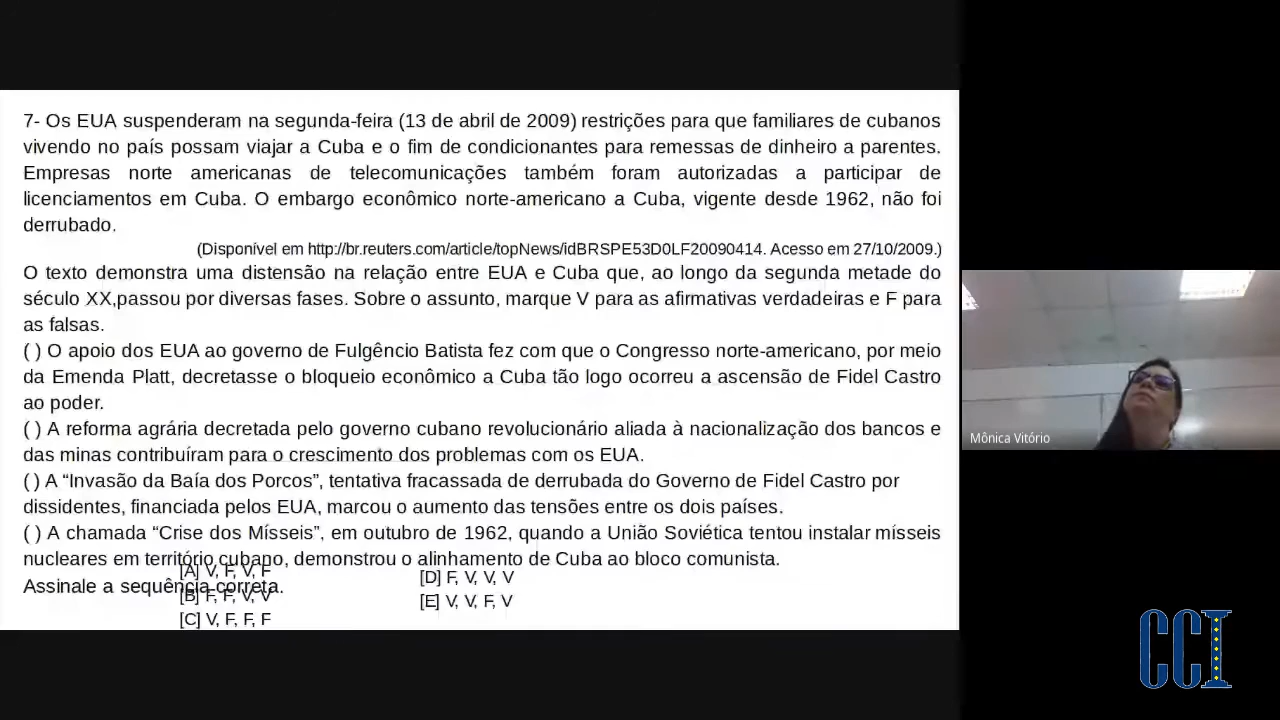 7- Os EUA suspenderam na segunda-feira (13 de abril de 2009) restrições para que familiares de cubanos
vivendo no país possam viajar a Cuba e o fim de condicionantes para remessas de dinheiro a parentes.
Empresas norte americanas de telecomunicações também foram autorizadas a participar de
licenciamentos em Cuba. O embargo econômico norte-americano a Cuba, vigente desde 1962, não foi
derrubado.
(Disponível em http://br.reuters.com/article/topNews/idBRSPE53D0LF20090414. Acesso em 27/10/2009.)
O texto demonstra uma distensão na relação entre EUA e Cuba que, ao longo da segunda metade do
século XX,passou por diversas fases. Sobre o assunto, marque V para as afirmativas verdadeiras e F para
as falsas.
( ) O apoio dos EUA ao governo de Fulgêncio Batista fez com que o Congresso norte-americano, por meio
da Emenda Platt, decretasse o bloqueio econômico a Cuba tão logo ocorreu a ascensão de Fidel Castro
ao poder.
( ) A reforma agrária decretada pelo governo cubano revolucionário aliada à nacionalização dos bancos e
das minas contribuíram para o crescimento dos problemas com os EUA.
( ) A “Invasão da Baía dos Porcos”, tentativa fracassada de derrubada do Governo de Fidel Castro por
dissidentes, financiada pelos EUA, marcou o aumento das tensões entre os dois países.
( ) A chamada “Crise dos Mísseis”, em outubro de 1962, quando a União Soviética tentou instalar mísseis
nucleares em território cubano, demonstrou o alinhamento de Cuba ao bloco comunista.
Assinale a sequência correta.
[A] V, F, V, F
[B] F, F, V, V
[C] V, F, F, F
[D] F, V, V, V
[E] V, V, F, V
Mônica Vitório
CCI